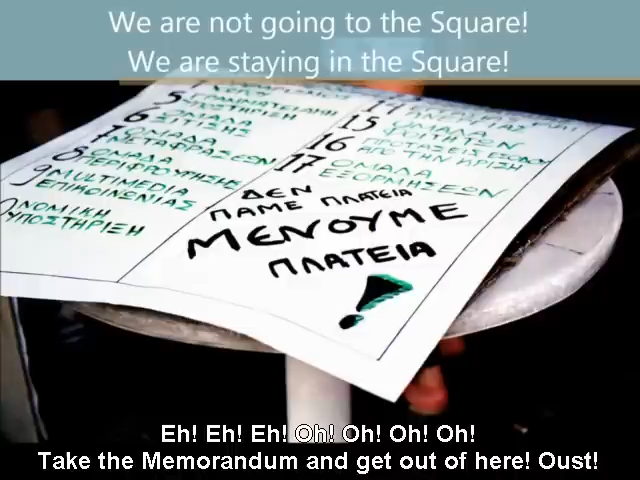 We are not going to the Square!
We are staying in the Square!
5 ΓΡΑΜΜΑΤΕΙΑΚΗ
ΥΠΟΣΤΗΡΙΞΗ
6 ΟΜΑΔΑ
ΣΙΤΙΣΗΣ
7 ΟΜΑΔΑ
ΜΕΤΑΦΡΑΣΕΩΝ
8 ΟΜΑΔΑ
ΠΕΡΙΦΡΟΥΡΗΣΗΣ
9 MULTIMEDIA
ΕΠΙΚΟΙΝΩΝΙΑΣ
ΝΟΜΙΚΗ
ΥΠΟΣΤΗΡΙΞΗ
14
15 ΟΜΑΔΑ
16 ΠΡΟΤΑΣΕΙΣ ΕΞΟΔΟΥ
ΑΠΟ ΤΗΝ ΚΡΙΣΗ
17 ΟΜΑΔΑ
ΕΞΟΡΜΗΣΕΩΝ
ΔΕΝ
ΠΑΜΕ ΠΛΑΤΕΙΑ
ΜΕΝΟΥΜΕ
ΠΛΑΤΕΙΑ
!
Eh! Eh! Eh! Oh! Oh! Oh! Oh!
Take the Memorandum and get out of here! Oust!